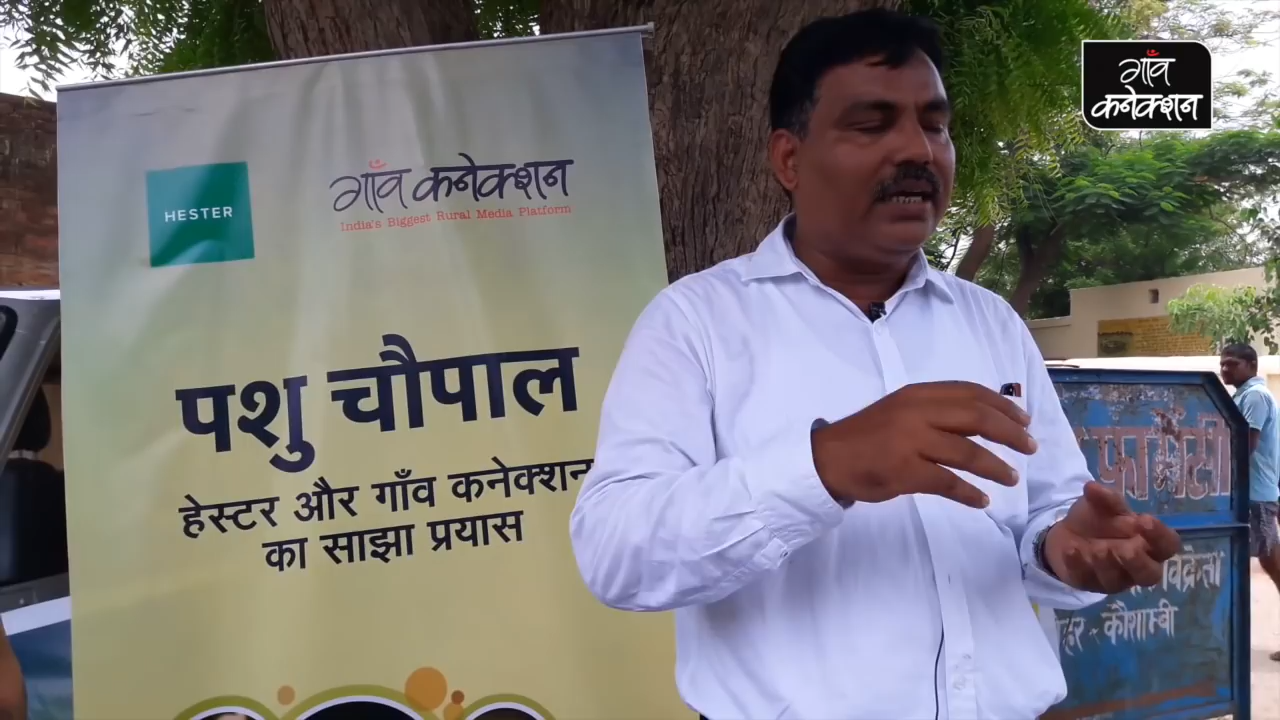 गाँव
कनेक्शन
HESTER
गाँव कनेक्शन
India's Biggest Rural Media Platform
पशु चौपाल
हेस्टर और गाँव कनेक्शन
का साझा प्रयास
विक्रेता
कौशाम्बी